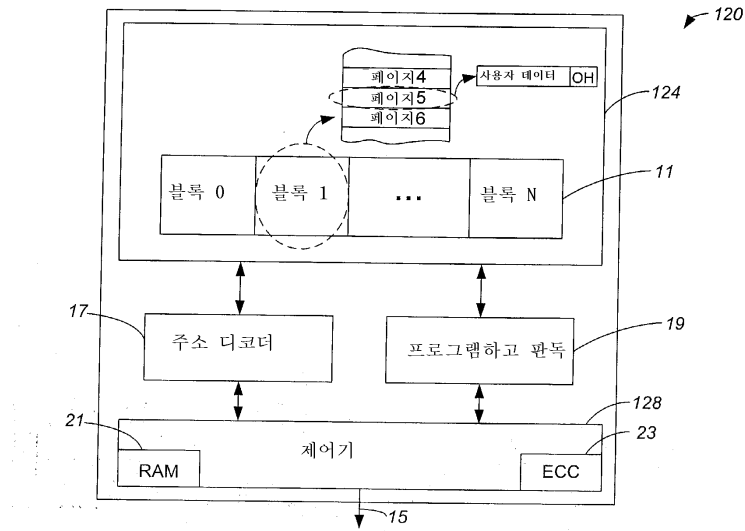 120
페이지4
사용자 데이터 OH
페이지5
124
페이지6
11
블록 0
블록 1
...
블록 N
17
주소 디코더
19
프로그램하고 판독
128
21
제어기
23
RAM
ECC
15